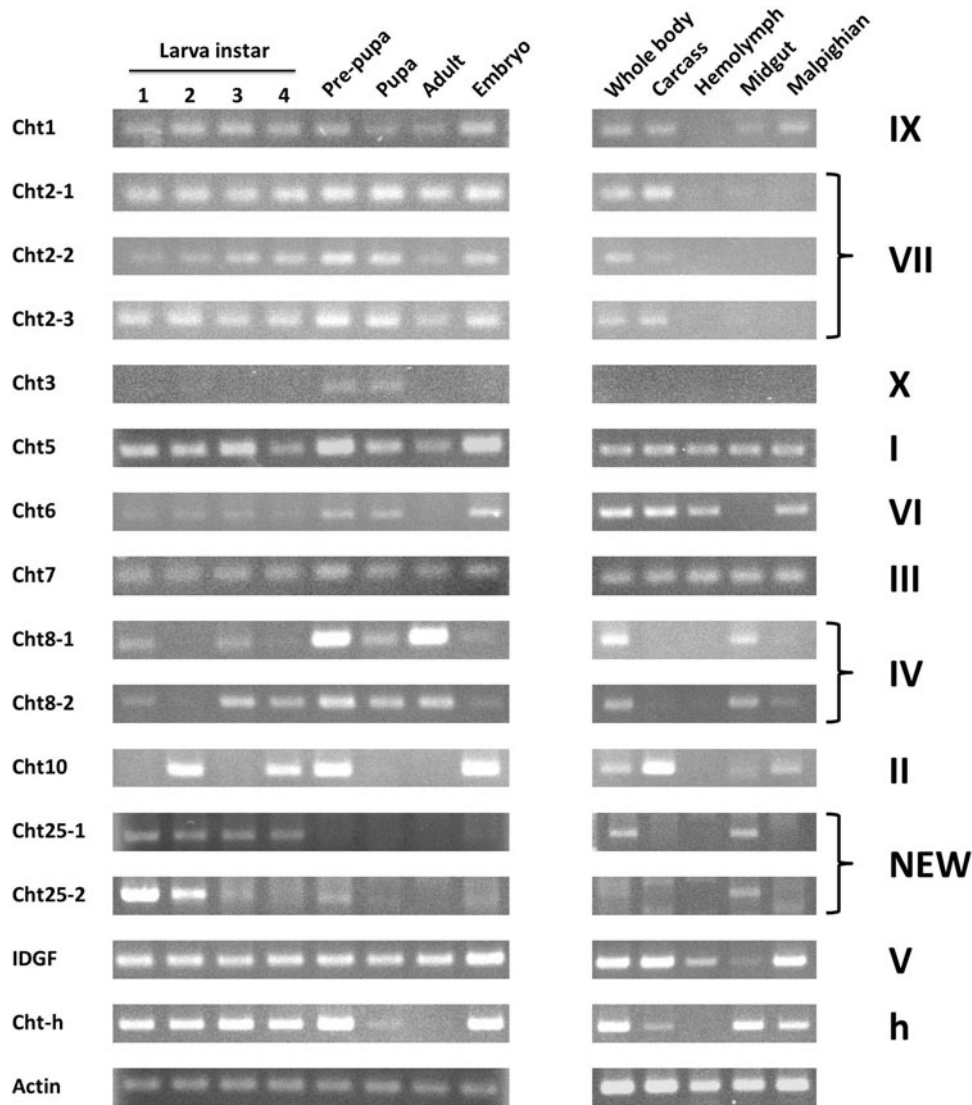 Larva instar
1 2 3 4 Pre-pupa Pupa Adult Embryo Whole body Carcass Hemolymph Midgut Malpighian
Cht1 IX
Cht2-1
Cht2-2 VII
Cht2-3
Cht3 X
Cht5 I
Cht6 VI
Cht7 III
Cht8-1
IV
Cht8-2
Cht10 II
Cht25-1
NEW
Cht25-2
IDGF V
Cht-h h
Actin